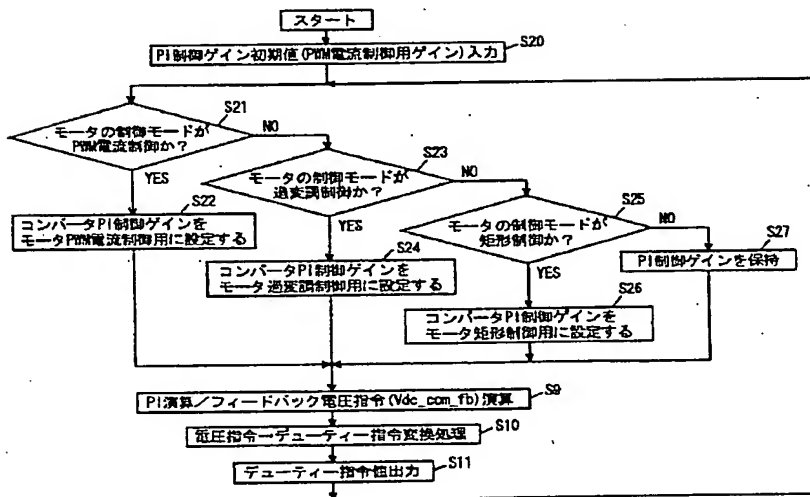 スタート
S20
PI制御ゲイン初期値(PWM電流制御用ゲイン)入力
S21
モータの制御モードが
PWM電流制御か?
NO
YES
S23
モータの制御モードが
過変調制御か?
NO
YES
S22
コンバータPI制御ゲインを
モータPWM電流制御用に設定する
S25
モータの制御モードが
矩形制御か?
NO
YES
S24
コンバータPI制御ゲインを
モータ過変調制御用に設定する
S27
PI制御ゲインを保持
S26
コンバータPI制御ゲインを
モータ矩形制御用に設定する
S9
PI演算/フィードバック電圧指令(Vdc_com_fb)演算
S10
電圧指令→デューティー指令変換処理
S11
デューティー指令値出力